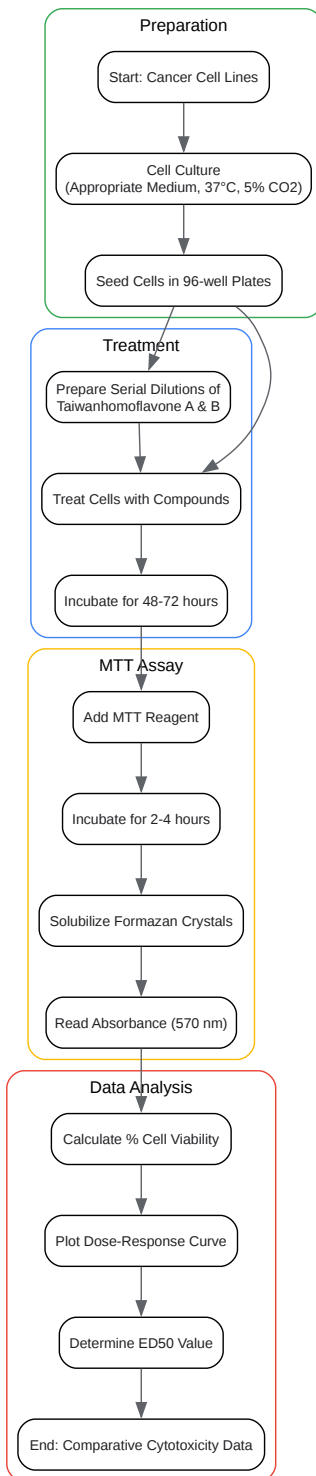 Preparation
Start: Cancer Cell Lines
Cell Culture
(Appropriate Medium, 37°C, 5% CO2)
Seed Cells in 96-well Plates
Treatment
Prepare Serial Dilutions of
Taiwanhomoflavone A & B
Treat Cells with Compounds
Incubate for 48-72 hours
MTT Assay
Add MTT Reagent
Incubate for 2-4 hours
Solubilize Formazan Crystals
Read Absorbance (570 nm)
Data Analysis
Calculate % Cell Viability
Plot Dose-Response Curve
Determine ED50 Value
End: Comparative Cytotoxicity Data